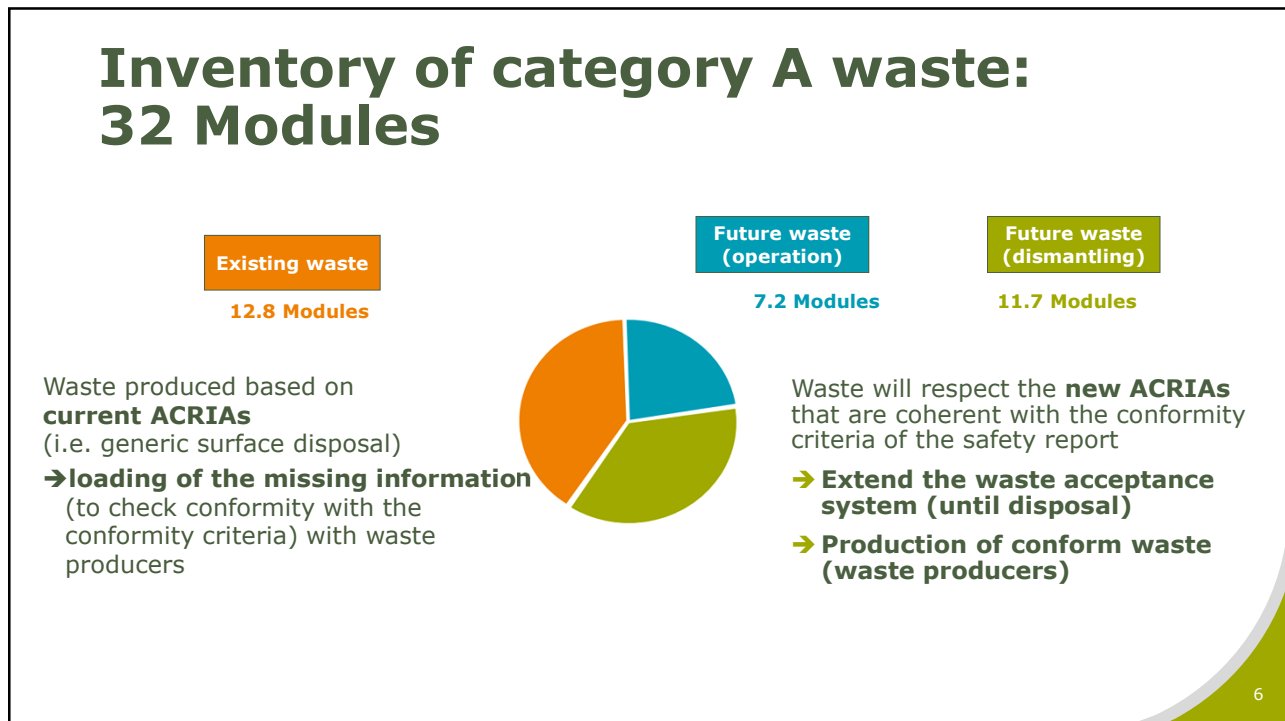 Inventory of category A waste:
32 Modules
Existing waste
12.8 Modules
Future waste
(operation)
7.2 Modules
Future waste
(dismantling)
11.7 Modules
Waste produced based on
current ACRIAs
(i.e. generic surface disposal)
➔loading of the missing information
(to check conformity with the
conformity criteria) with waste
producers
Waste will respect the new ACRIAs
that are coherent with the conformity
criteria of the safety report
➔ Extend the waste acceptance
system (until disposal)
➔ Production of conform waste
(waste producers)
6